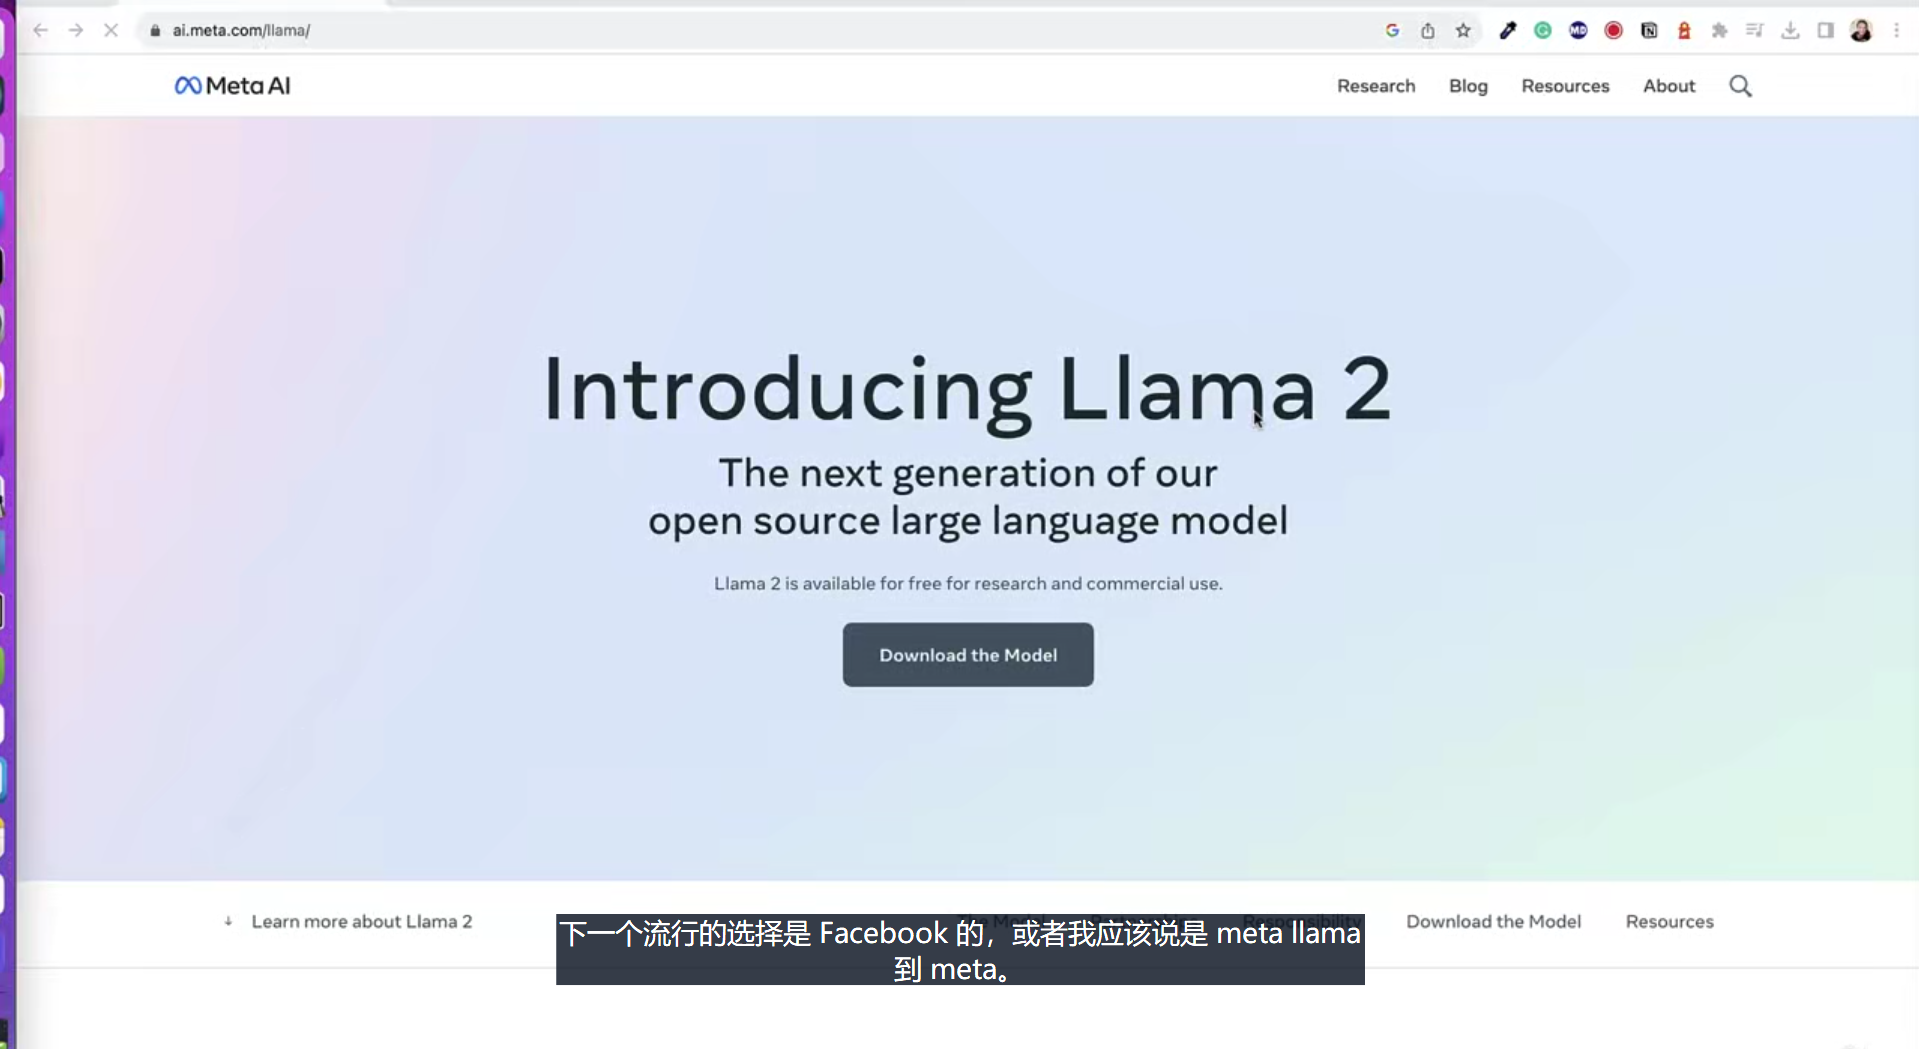 ai.meta.com/llama/
Meta AI
Research Blog Resources About
Introducing Llama 2
The next generation of our
open source large language model
Llama 2 is available for free for research and commercial use.
Download the Model
↓ Learn more about Llama 2 Responsibility Download the Model Resources
下一个流行的选择是 Facebook 的，或者我应该说是 meta llama
到 meta。